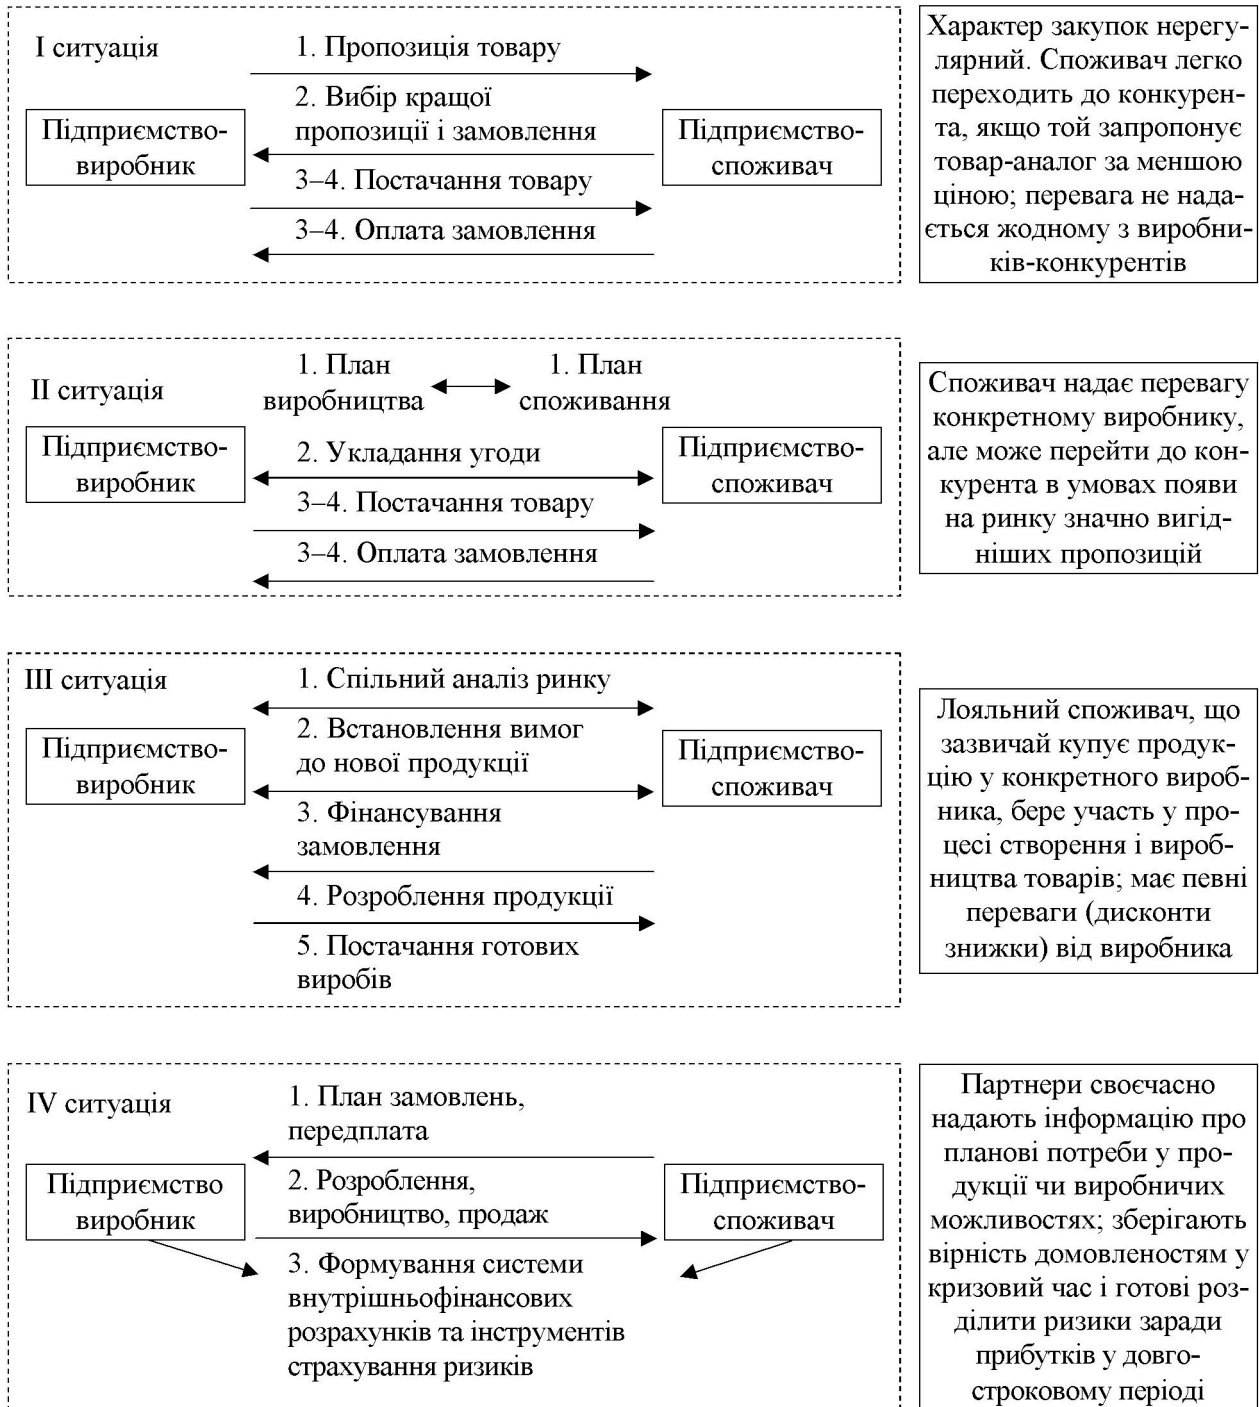 I ситуація
1. Пропозиція товару
2. Вибір кращої
пропозиції і замовлення
3–4. Постачання товару
3–4. Оплата замовлення
Підприємство-
виробник
Підприємство-
споживач
Характер закупок нерегу-
лярний. Споживач легко
переходить до конкурен-
та, якщо той запропонує
товар-аналог за меншою
ціною; перевага не нада-
ється жодному з виробни-
ків-конкурентів
II ситуація
1. План
виробництва
1. План
споживання
2. Укладання угоди
3–4. Постачання товару
3–4. Оплата замовлення
Підприємство-
виробник
Підприємство-
споживач
Споживач надає перевагу
конкретному виробнику,
але може перейти до кон-
курента в умовах появи
на ринку значно вигід-
ніших пропозицій
III ситуація
1. Спільний аналіз ринку
2. Встановлення вимог
до нової продукції
3. Фінансування
замовлення
4. Розроблення продукції
5. Постачання готових
виробів
Підприємство-
виробник
Підприємство-
споживач
Лояльний споживач, що
зазвичай купує продук-
цію у конкретного вироб-
ника, бере участь у про-
цесі створення і вироб-
ництва товарів; має певні
переваги (дисконти
знижки) від виробника
IV ситуація
1. План замовлень,
передплата
2. Розроблення,
виробництво, продаж
3. Формування системи
внутрішньофінансових
розрахунків та інструментів
страхування ризиків
Підприємство
виробник
Підприємство-
споживач
Партнери своєчасно
надають інформацію про
планові потреби у про-
дукції чи виробничих
можливостях; зберігають
вірність домовленостям у
кризовий час і готові роз-
ділити ризики заради
прибутків у довго-
строковому періоді